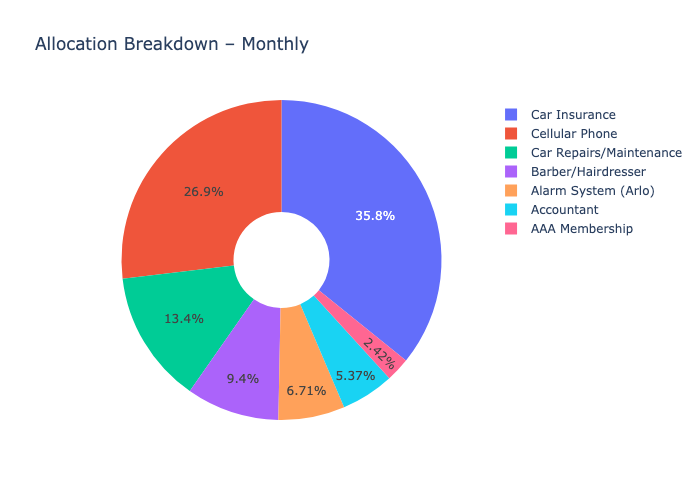 Allocation Breakdown – Monthly
Car Insurance
Cellular Phone
Car Repairs/Maintenance
Barber/Hairdresser
Alarm System (Arlo)
Accountant
AAA Membership
26.9%
35.8%
13.4%
2.42%
9.4%
6.71%
5.37%